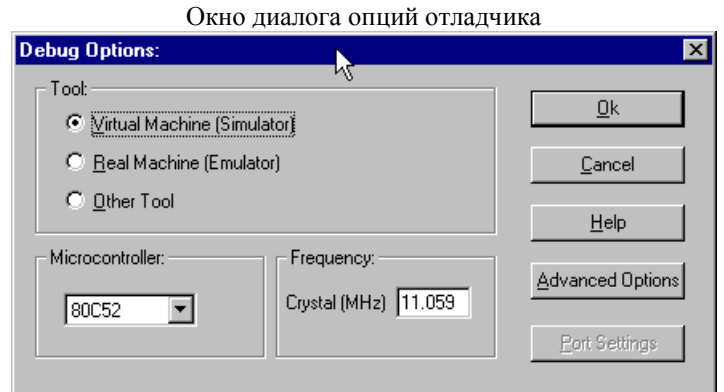 Окно диалога опций отладчика
Debug Options:
Tool:
Virtual Machine (Simulator)
Real Machine (Emulator)
Other Tool
Microcontroller:
80C52
Frequency:
Crystal (MHz) 11.059
Ok
Cancel
Help
Advanced Options
Port Settings